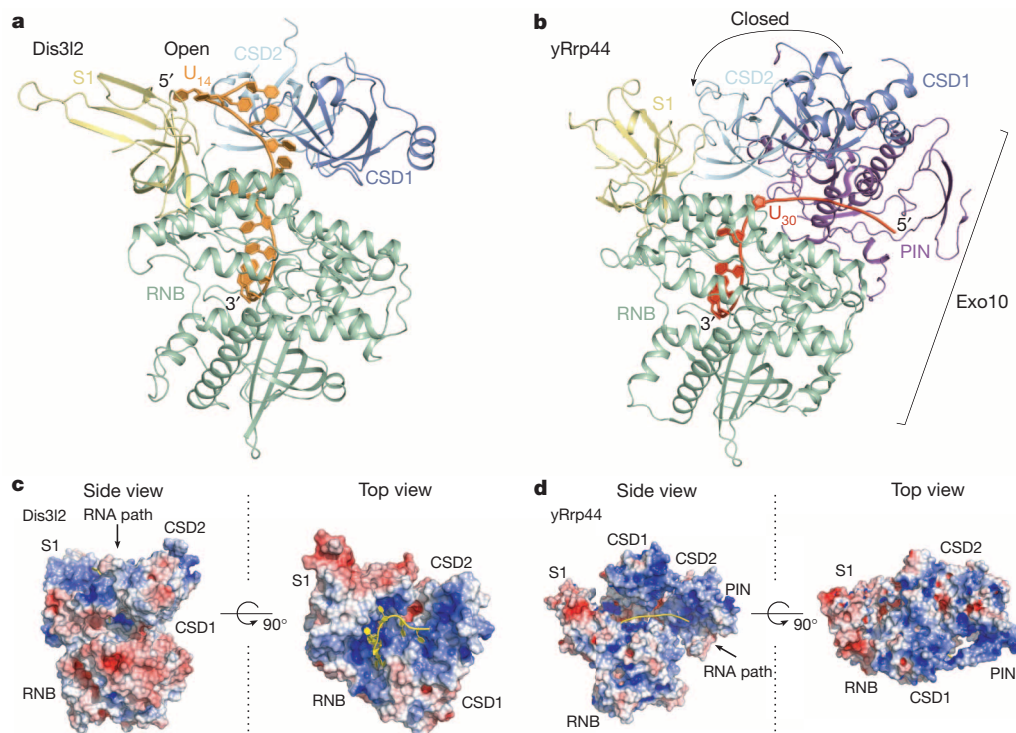 a
Dis3l2
Open
CSD2
S1
5′
U14
CSD1
RNB
3′
b
yRrp44
Closed
CSD2
CSD1
S1
U30
5′
PIN
RNB
3′
Exo10
c
Side view
Top view
Dis3l2
RNA path
S1
CSD2
CSD1
RNB
90°
S1
CSD2
RNB
CSD1
d
Side view
Top view
yRrp44
CSD1
CSD2
S1
PIN
RNA path
RNB
90°
CSD2
S1
RNB
CSD1
PIN